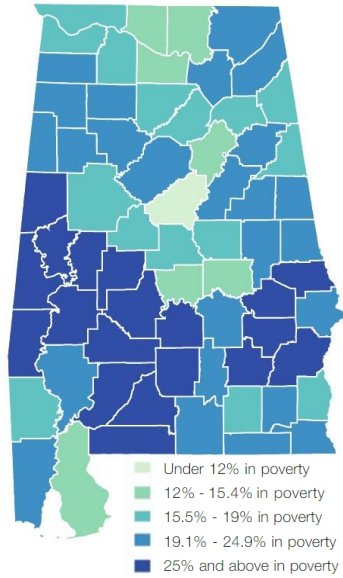 Under 12% in poverty
12% - 15.4% in poverty
15.5% - 19% in poverty
19.1% - 24.9% in poverty
25% and above in poverty